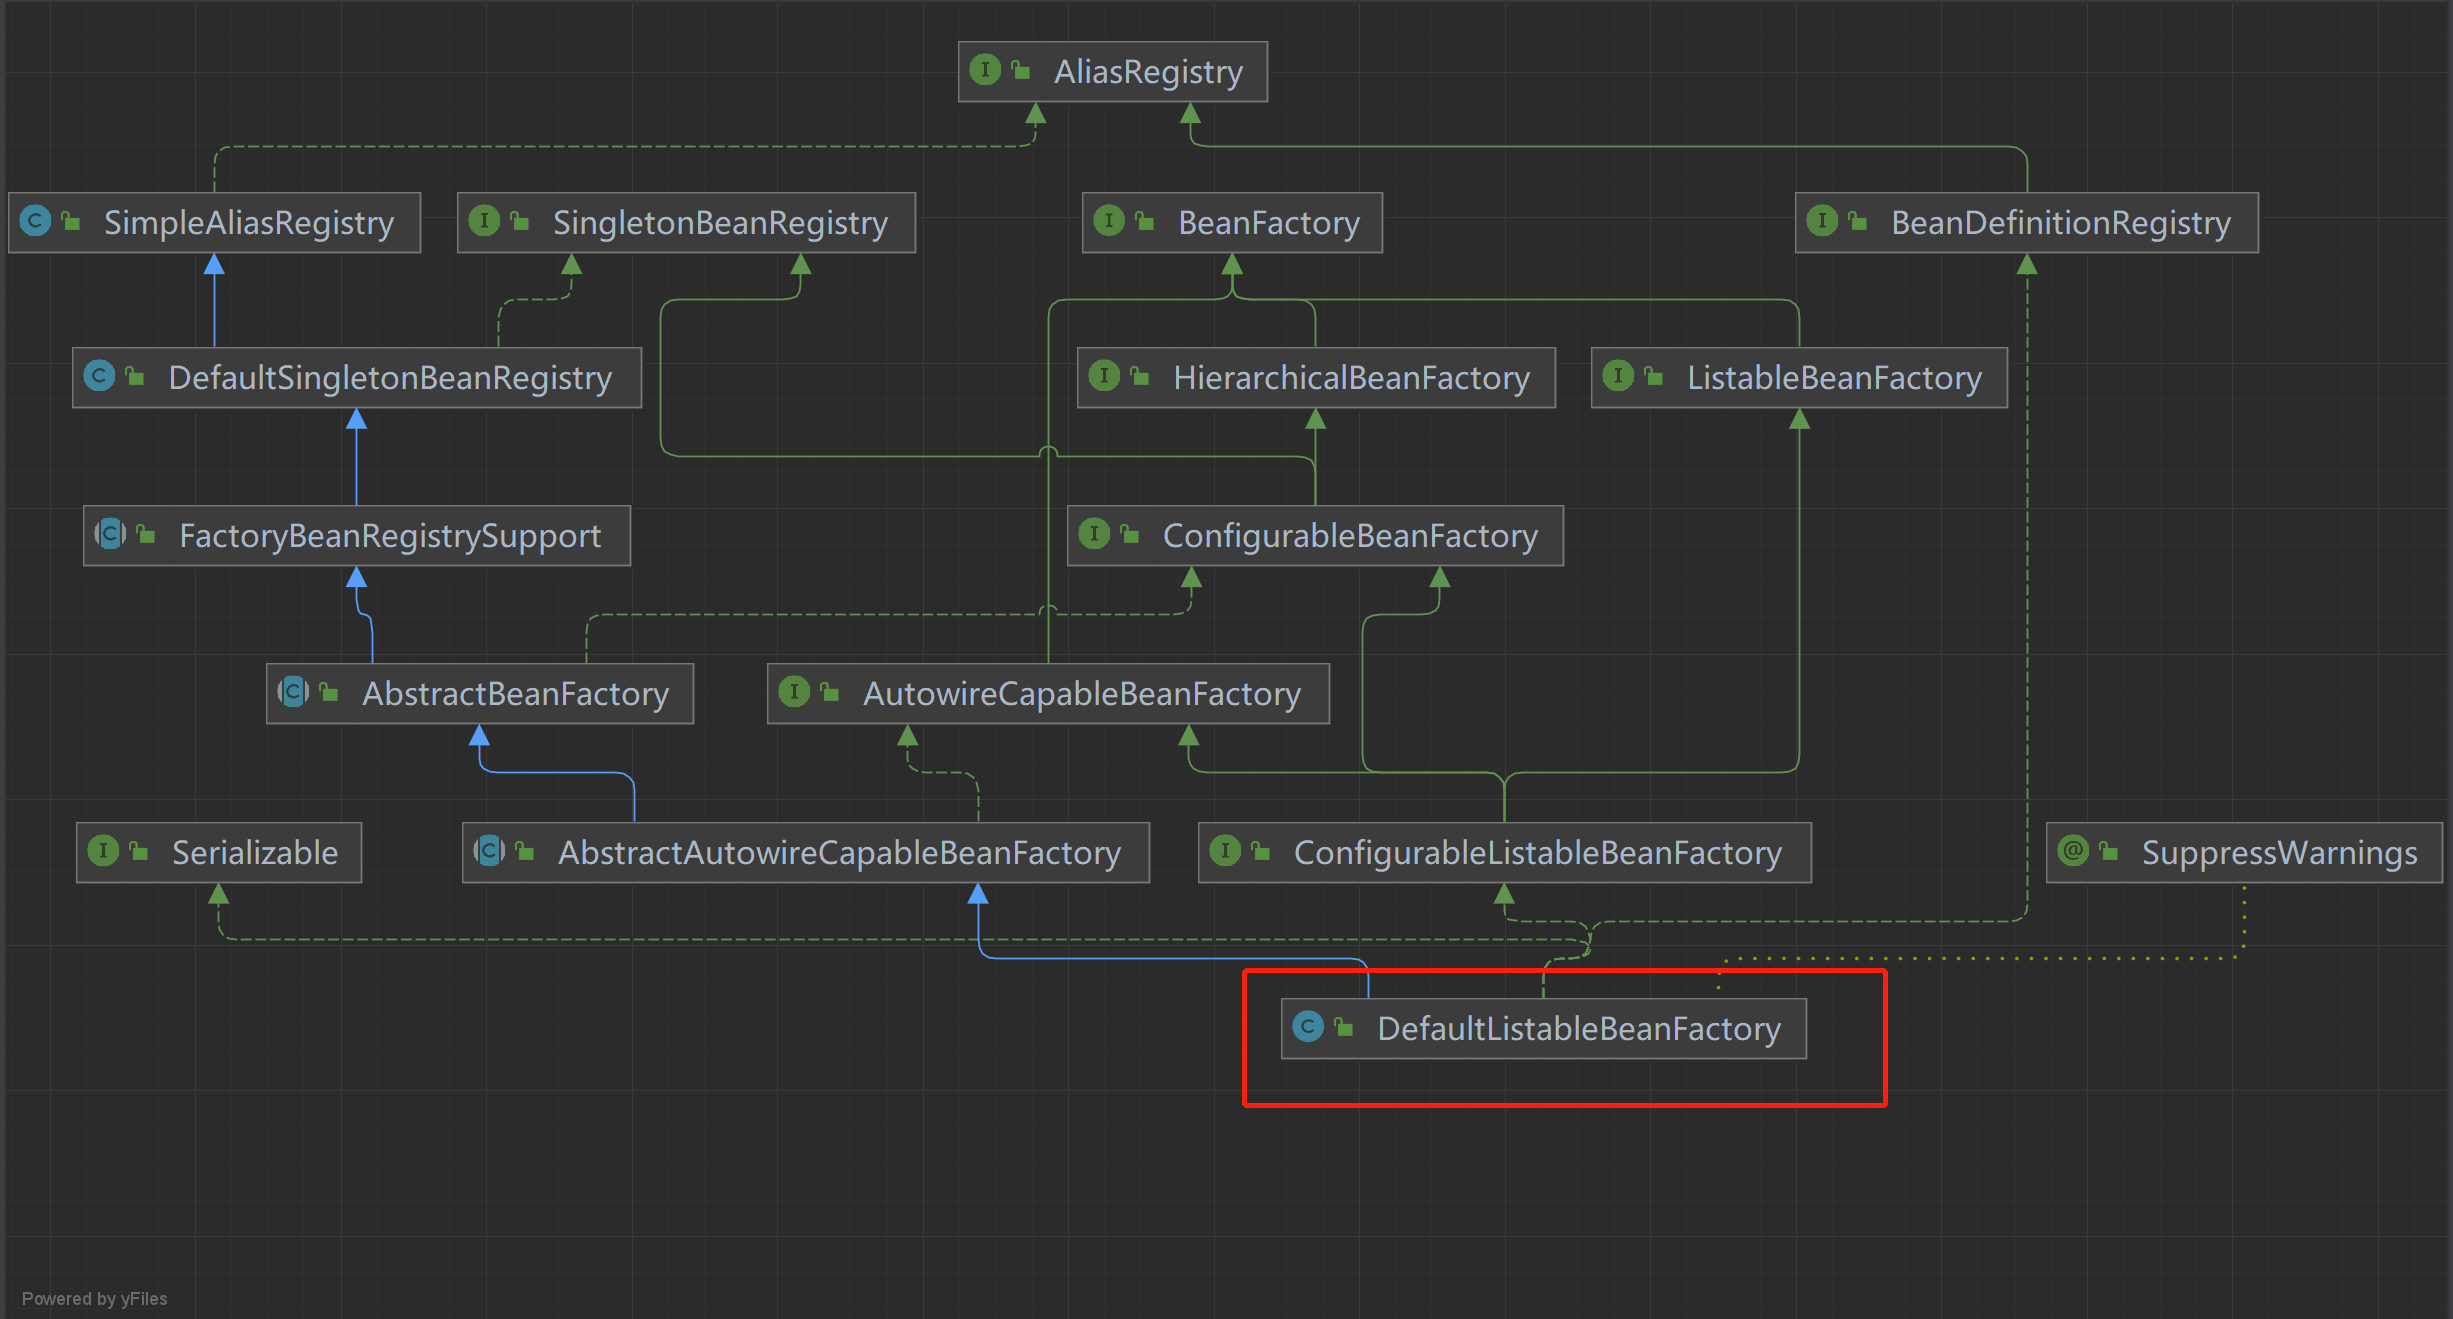 AliasRegistry
SimpleAliasRegistry
SingletonBeanRegistry
BeanFactory
BeanDefinitionRegistry
DefaultSingletonBeanRegistry
HierarchicalBeanFactory
ListableBeanFactory
FactoryBeanRegistrySupport
ConfigurableBeanFactory
AbstractBeanFactory
AutowireCapableBeanFactory
Serializable
AbstractAutowireCapableBeanFactory
ConfigurableListableBeanFactory
SuppressWarnings
DefaultListableBeanFactory
Powered by yFiles